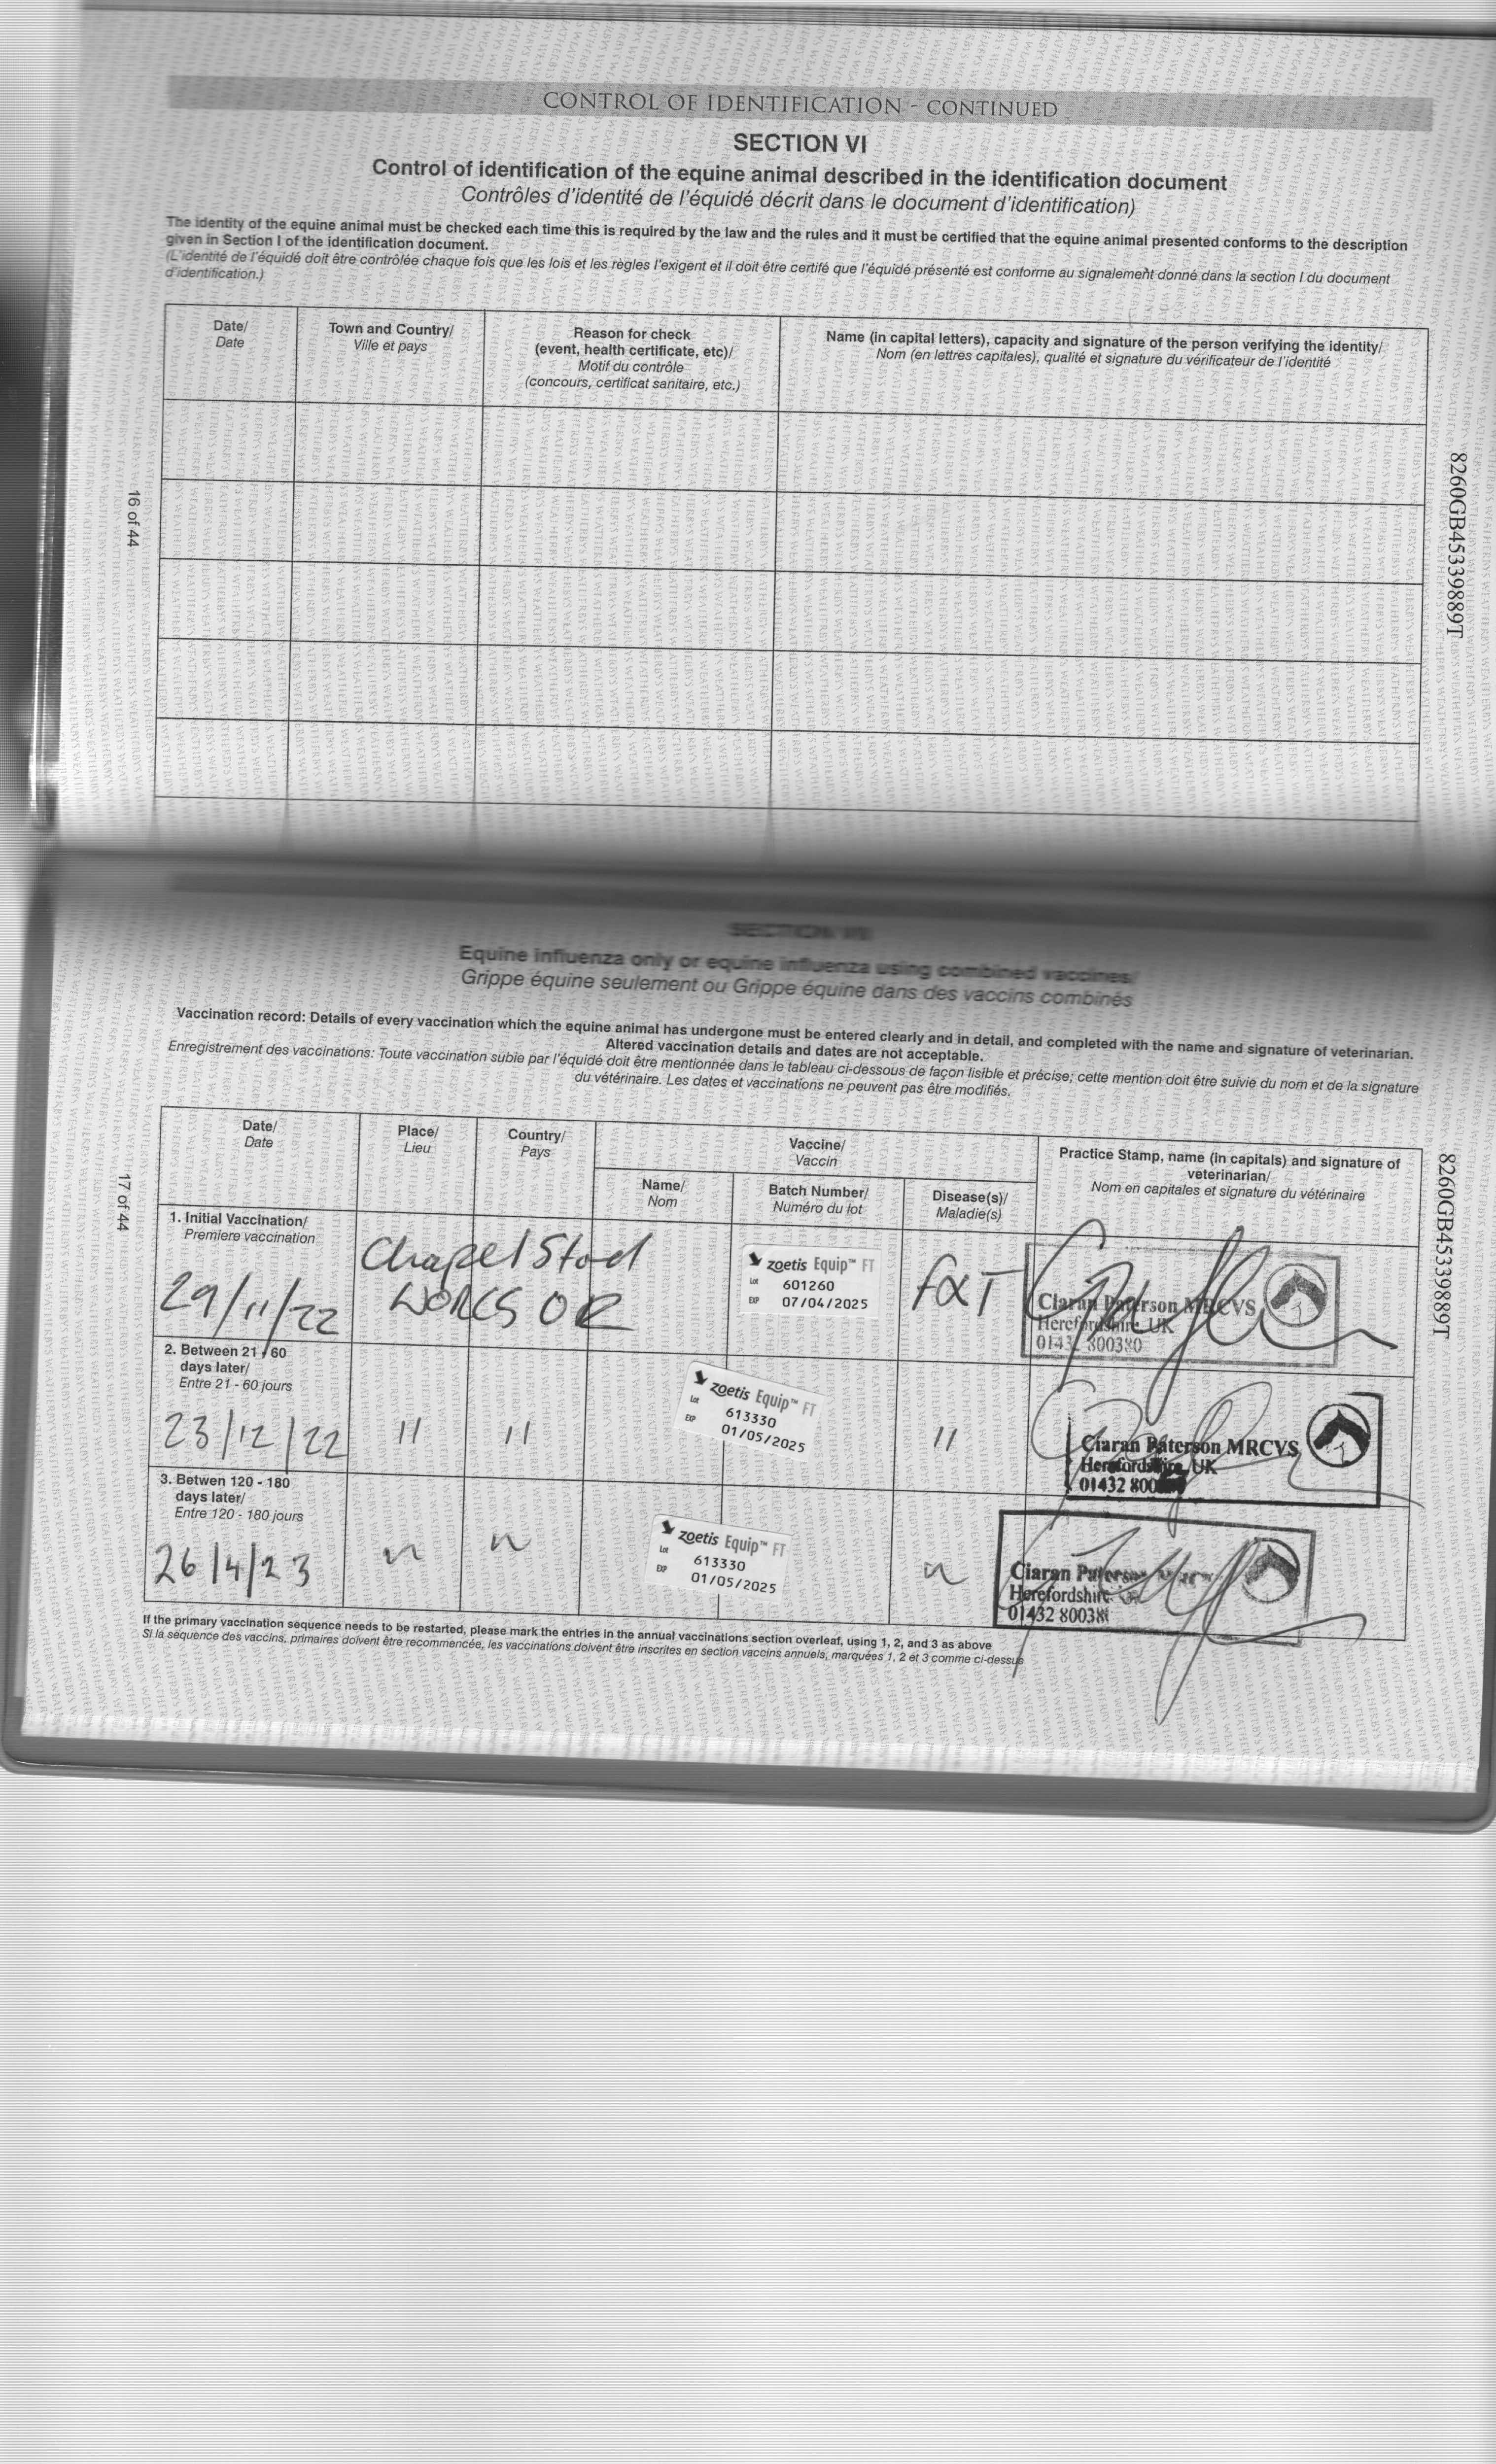 CONTROL OF IDENTIFICATION - CONTINUED
SECTION VI
Control of identification of the equine animal described in the identification document
Contrôles d'identité de l'équidé décrit dans le document d'identification)
The identity of the equine animal must be checked each time this is required by the law and the rules and it must be certified that the equine animal presented conforms to the description
given in Section I of the identification document.
(L'identité de l'équidé doit être contrôlée chaque fois que les lois et les règles l'exigent et il doit être certifé que l'équidé présenté est conforme au signalement donné dans la section I du document
d'identification.)
Date/
Date
Town and Country/
Ville et pays
Reason for check
(event, health certificate, etc)/
Motif du contrôle
(concours, certificat sanitaire, etc.)
Name (in capital letters), capacity and signature of the person verifying the identity/
Nom (en lettres capitales), qualité et signature du vérificateur de l'identité
16 of 44
8260GB45339889T
SECTION VII
Equine influenza only or equine influenza using combined vaccines/
Grippe équine seulement ou Grippe équine dans des vaccins combinés
Vaccination record: Details of every vaccination which the equine animal has undergone must be entered clearly and in detail, and completed with the name and signature of veterinarian.
Altered vaccination details and dates are not acceptable.
Enregistrement des vaccinations: Toute vaccination subie par l'équidé doit être mentionnée dans le tableau ci-dessous de façon lisible et précise; cette mention doit être suivie du nom et de la signature
du vétérinaire. Les dates et vaccinations ne peuvent pas être modifiés.
17 of 44
8260GB45339889T
Date/
Date
Place/
Lieu
Country/
Pays
Vaccine/
Vaccin
Name/
Nom
Batch Number/
Numéro du lot
Disease(s)/
Maladie(s)
Practice Stamp, name (in capitals) and signature of
veterinarian/
Nom en capitales et signature du vétérinaire
1. Initial Vaccination/
Premiere vaccination
29/11/22
Chapel Stud
WORCS
zoetis Equip™ FT
Lot 601260
EXP 07/04/2025
F&T
Ciaran Paterson MRCVS
Herefordshire, UK
01432 800380
2. Between 21 - 60
days later/
Entre 21 - 60 jours
23/12/22
"
"
zoetis Equip™ FT
Lot 613330
EXP 01/05/2025
"
Ciaran Paterson MRCVS
Herefordshire, UK
01432 800
3. Betwen 120 - 180
days later/
Entre 120 - 180 jours
26/4/23
"
"
zoetis Equip™ FT
Lot 613330
EXP 01/05/2025
"
Ciaran Paterson
Herefordshire
01432 80038
If the primary vaccination sequence needs to be restarted, please mark the entries in the annual vaccinations section overleaf, using 1, 2, and 3 as above
Si la séquence des vaccins, primaires doivent être recommencée, les vaccinations doivent être inscrites en section vaccins annuels, marquées 1, 2 et 3 comme ci-dessus